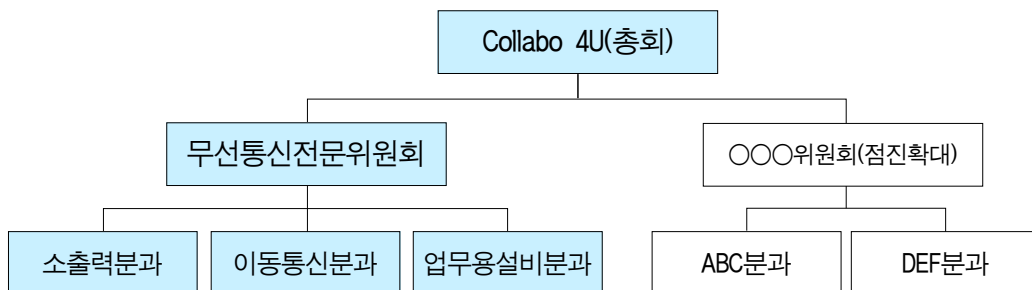 Collabo 4U(총회)
무선통신전문위원회
○○○위원회(점진확대)
소출력분과
이동통신분과
업무용설비분과
ABC분과
DEF분과